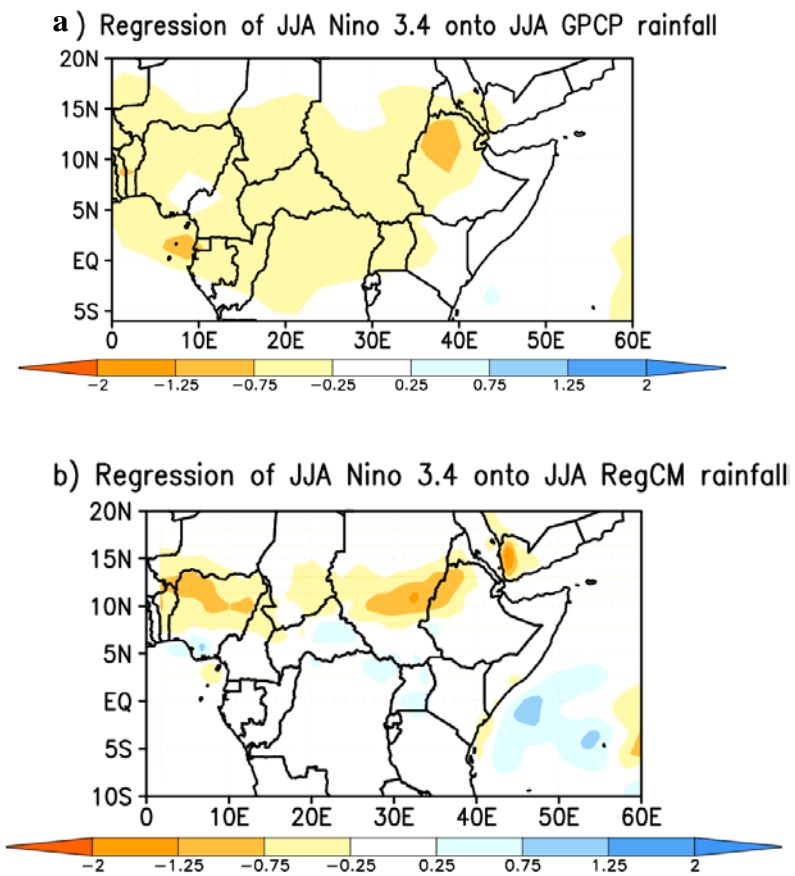 a) Regression of JJA Nino 3.4 onto JJA GPCP rainfall
20N
15N
10N
5N
EQ
5S
0 10E 20E 30E 40E 50E 60E
-2 -1.25 -0.75 -0.25 0.25 0.75 1.25 2
b) Regression of JJA Nino 3.4 onto JJA RegCM rainfall
20N
15N
10N
5N
EQ
5S
10S
0 10E 20E 30E 40E 50E 60E
-2 -1.25 -0.75 -0.25 0.25 0.75 1.25 2